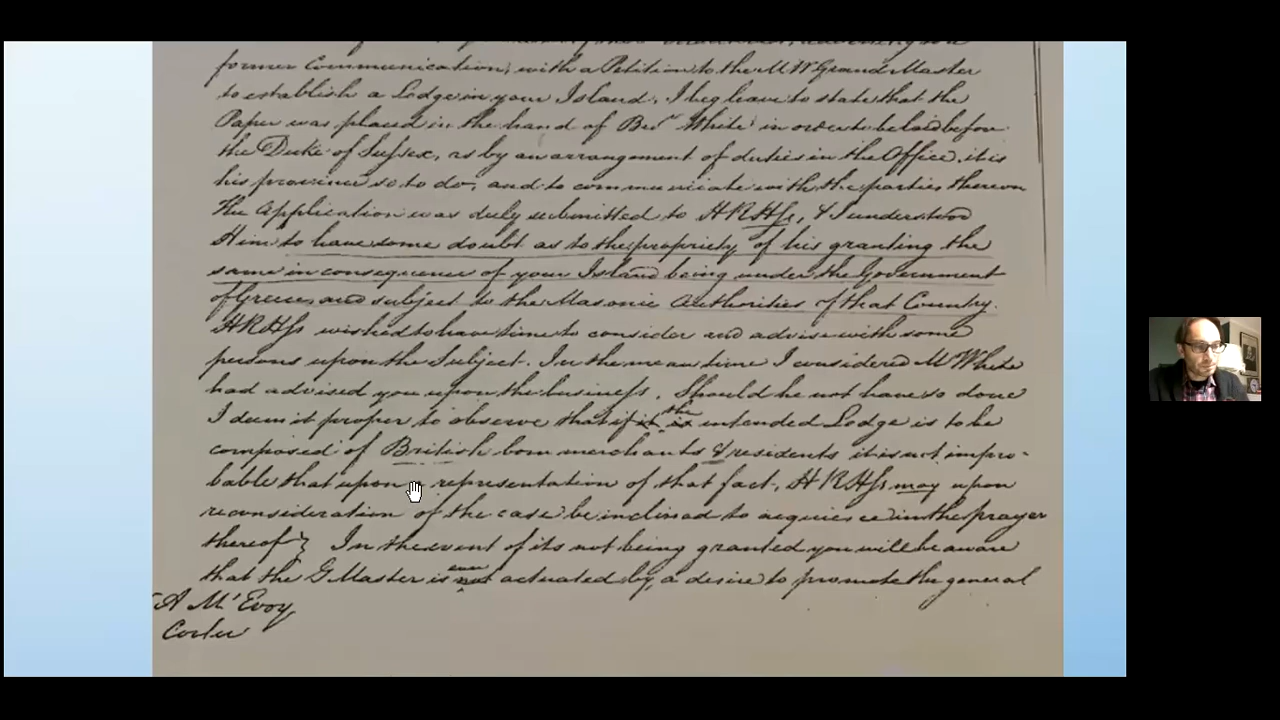 former Communication, with a Petition to the M W Grand Master
to establish a Lodge in your Island, I beg leave to state that the
Paper was placed in the hand of Bror White in order to be laid before
the Duke of Sussex, as by an arrangement of duties in the Office, it is
his province so to do, and to communicate with the parties thereon
The Application was duly submitted to HRHss, & I understood
Him to have some doubt as to the propriety of his granting the
same in consequence of your Island being under the Government
of Greece, and subject to the Masonic Authorities of that Country.
HRHss wished to have time to consider and advise with some
persons upon the Subject. In the mean time I considered Mr White
had advised you upon the business. Should he not have so done
I deem it proper to observe that if the intended Lodge is to be
composed of British born merchants & residents it is not impro-
bable that upon a representation of that fact, HRHss may upon
reconsideration of the case be inclined to acquiesce in the prayer
thereof. In the event of its not being granted you will be aware
that the G Master is even not actuated by a desire to promote the general
A McEvoy
Corfu